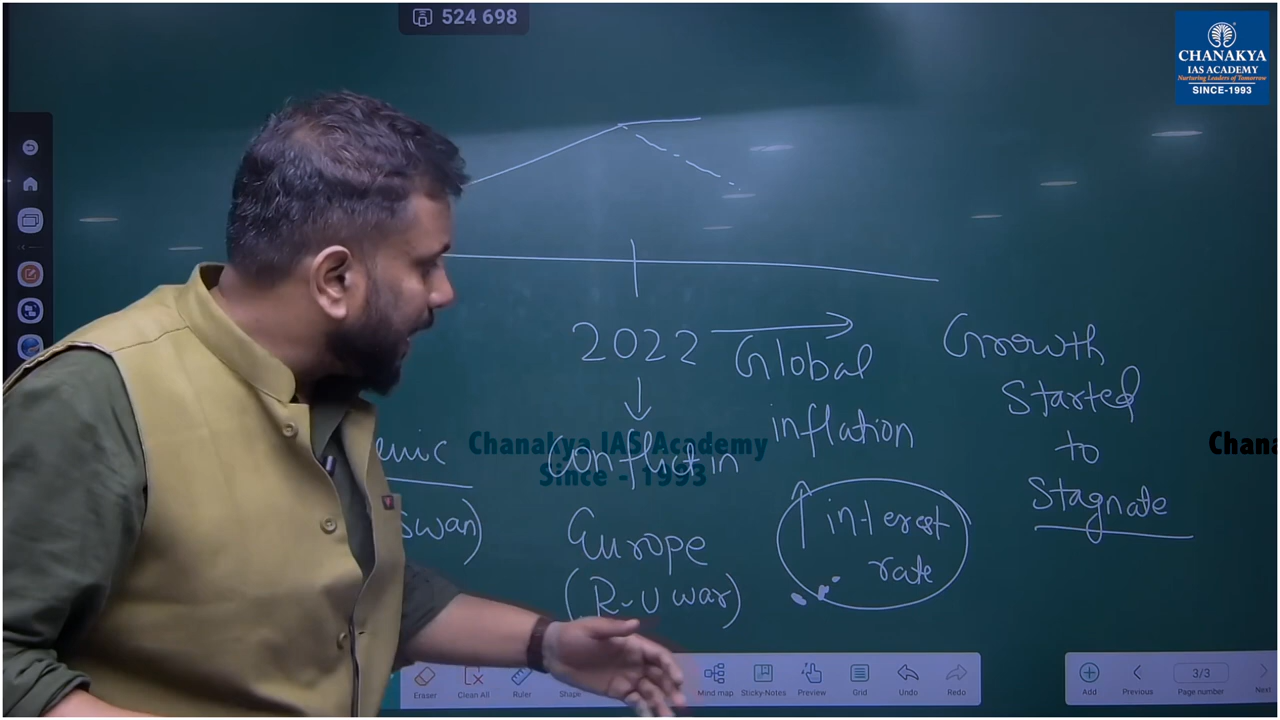 524 698
CHANAKYA
IAS ACADEMY
Nurturing Leaders of Tomorrow
SINCE-1993
2022
Global
inflation
Growth
Started
to
Stagnate
emic
swan)
Conflict in
Europe
(R-U war)
↑ interest
rate
Chanakya IAS Academy
Since - 1993
Chana
Eraser
Clean All
Ruler
Shape
Mind map
Sticky-Notes
Preview
Grid
Undo
Redo
Add
Previous
3/3
Page number
Next